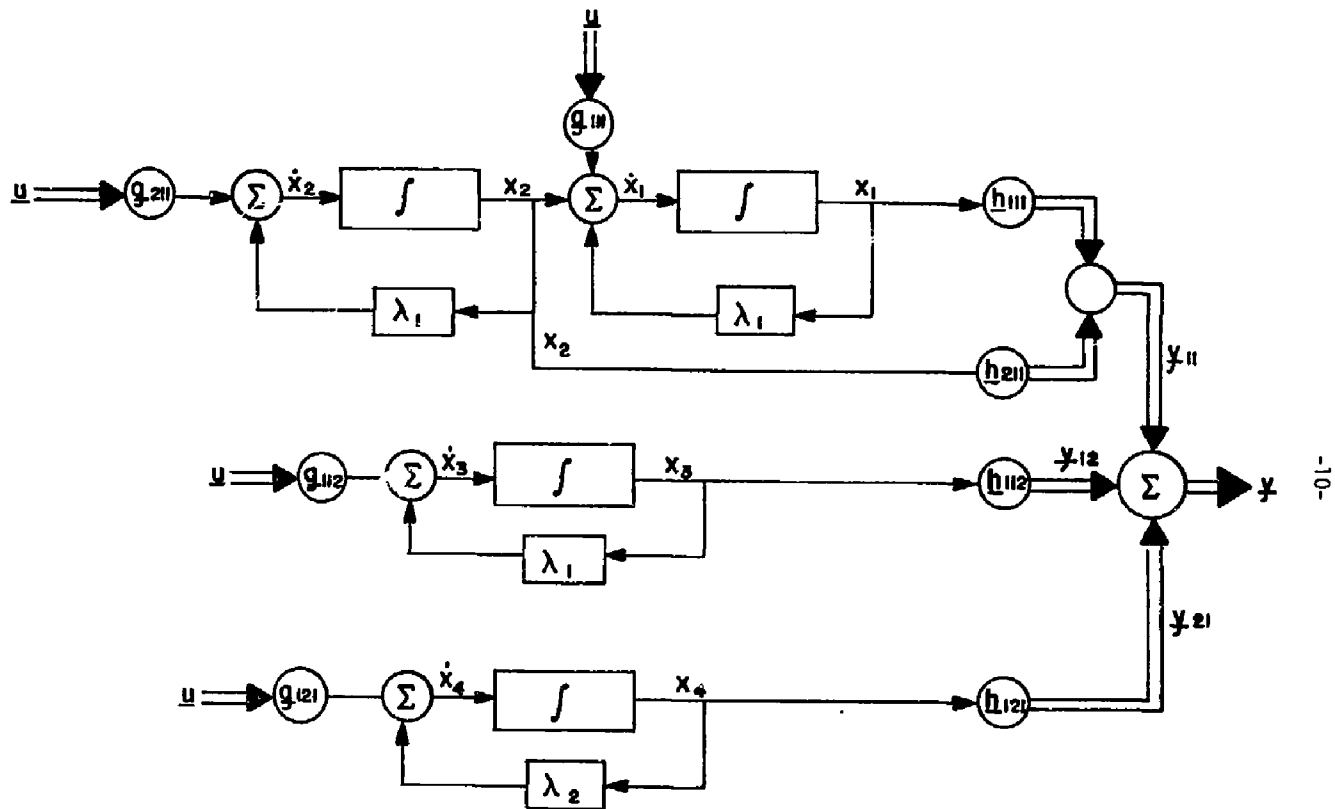 u
g111
u g211 Σ ẋ2 ∫ x2 Σ ẋ1 ∫ x1 h111
λ1 λ1
x2 h211
y11
u g112 Σ ẋ3 ∫ x3 h112 y12 Σ y
λ1
y21
u g121 Σ ẋ4 ∫ x4 h121
λ2
-10-